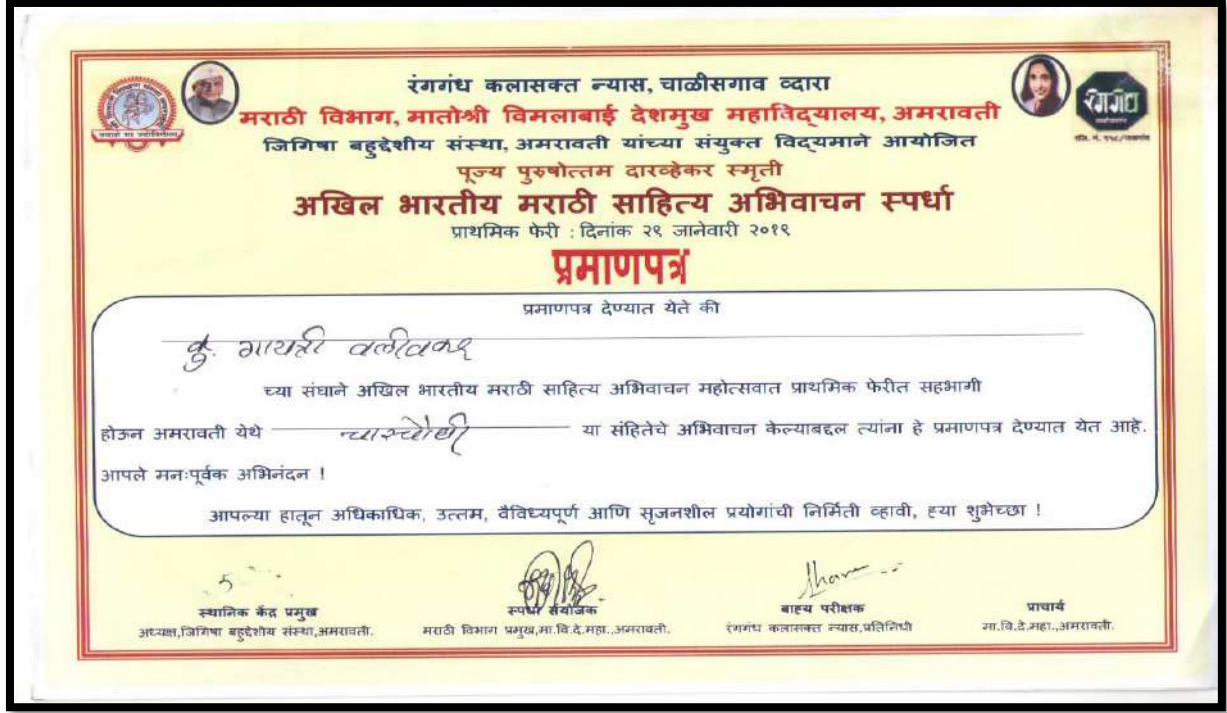 रंगगंध कलासक्त न्यास, चाळीसगाव व्दारा
मराठी विभाग, मातोश्री विमलाबाई देशमुख महाविद्यालय, अमरावती
जिगिषा बहुद्देशीय संस्था, अमरावती यांच्या संयुक्त विद्यमाने आयोजित
पूज्य पुरुषोत्तम दारव्हेकर स्मृती
अखिल भारतीय मराठी साहित्य अभिवाचन स्पर्धा
प्राथमिक फेरी : दिनांक २९ जानेवारी २०१९
प्रमाणपत्र
रंगगंध
प्रमाणपत्र देण्यात येते की
कु. गायत्री वलीवकर
च्या संघाने अखिल भारतीय मराठी साहित्य अभिवाचन महोत्सवात प्राथमिक फेरीत सहभागी
होऊन अमरावती येथे या संहितेचे अभिवाचन केल्याबद्दल त्यांना हे प्रमाणपत्र देण्यात येत आहे.
आपले मनःपूर्वक अभिनंदन !
आपल्या हातून अधिकाधिक, उत्तम, वैविध्यपूर्ण आणि सृजनशील प्रयोगांची निर्मिती व्हावी, ह्या शुभेच्छा !
स्थानिक केंद्र प्रमुख स्पर्धा संयोजक बाह्य परीक्षक प्राचार्य
अध्यक्ष,जिगिषा बहुद्देशीय संस्था,अमरावती. मराठी विभाग प्रमुख,मा.वि.दे.महा.,अमरावती. रंगगंध कलासक्त न्यास,प्रतिनिधी मा.वि.दे.महा.,अमरावती.